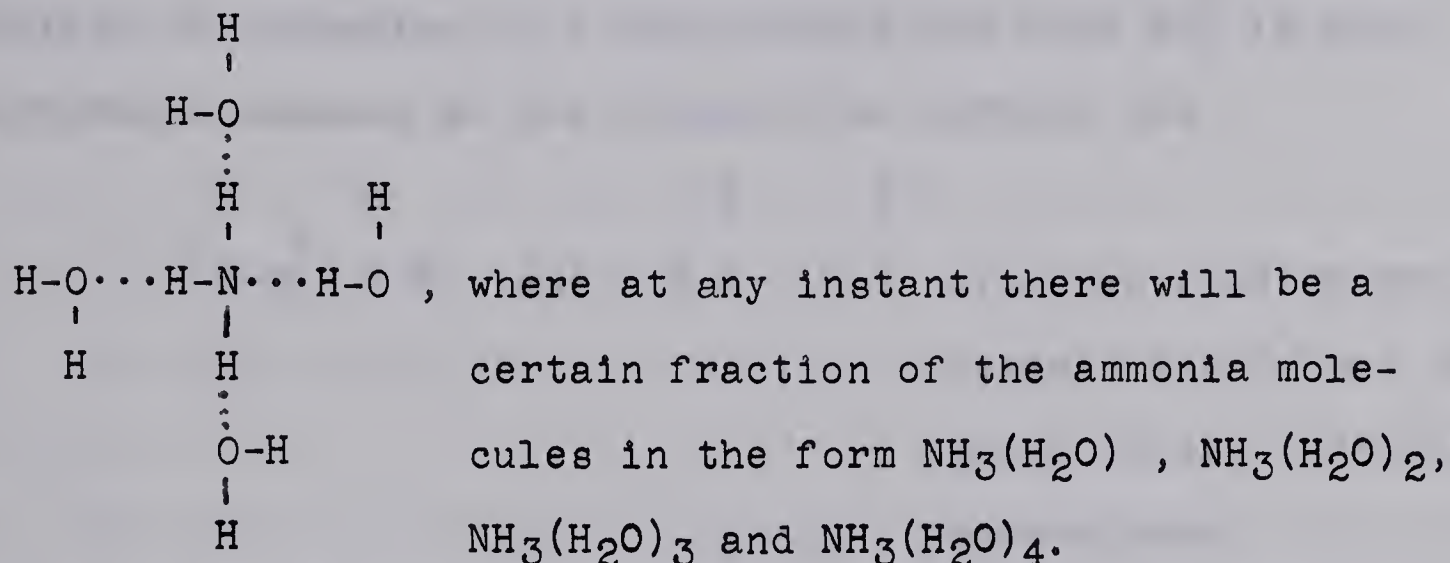 H
H-O
H H
H-O···H-N···H-O , where at any instant there will be a
H H certain fraction of the ammonia mole-
O-H cules in the form NH₃(H₂O) , NH₃(H₂O)₂,
H NH₃(H₂O)₃ and NH₃(H₂O)₄.